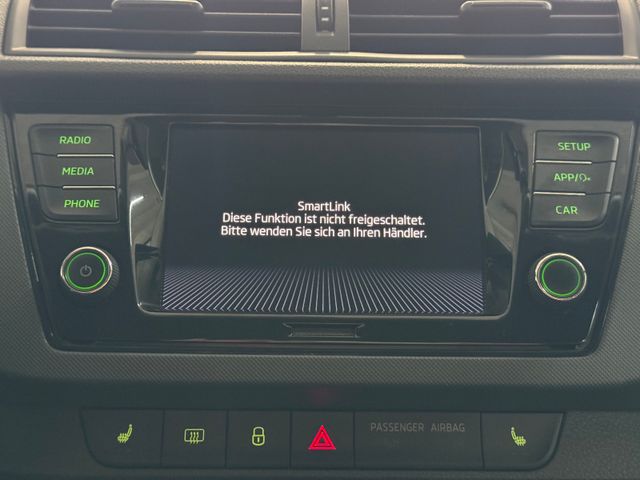 RADIO
MEDIA
PHONE
SmartLink
Diese Funktion ist nicht freigeschaltet.
Bitte wenden Sie sich an Ihren Händler.
SETUP
APP/
CAR
PASSENGER AIRBAG